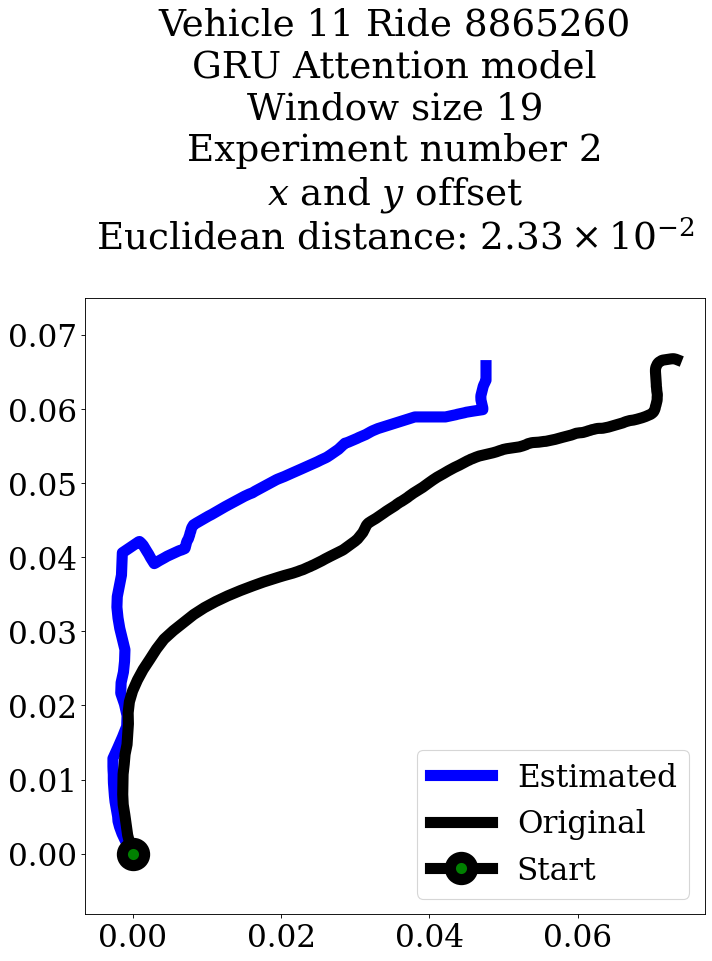 Vehicle 11 Ride 8865260
GRU Attention model
Window size 19
Experiment number 2
x and y offset
Euclidean distance: 2.33 × 10⁻²
0.07
0.06
0.05
0.04
0.03
0.02
0.01
0.00
Estimated
Original
Start
0.00 0.02 0.04 0.06